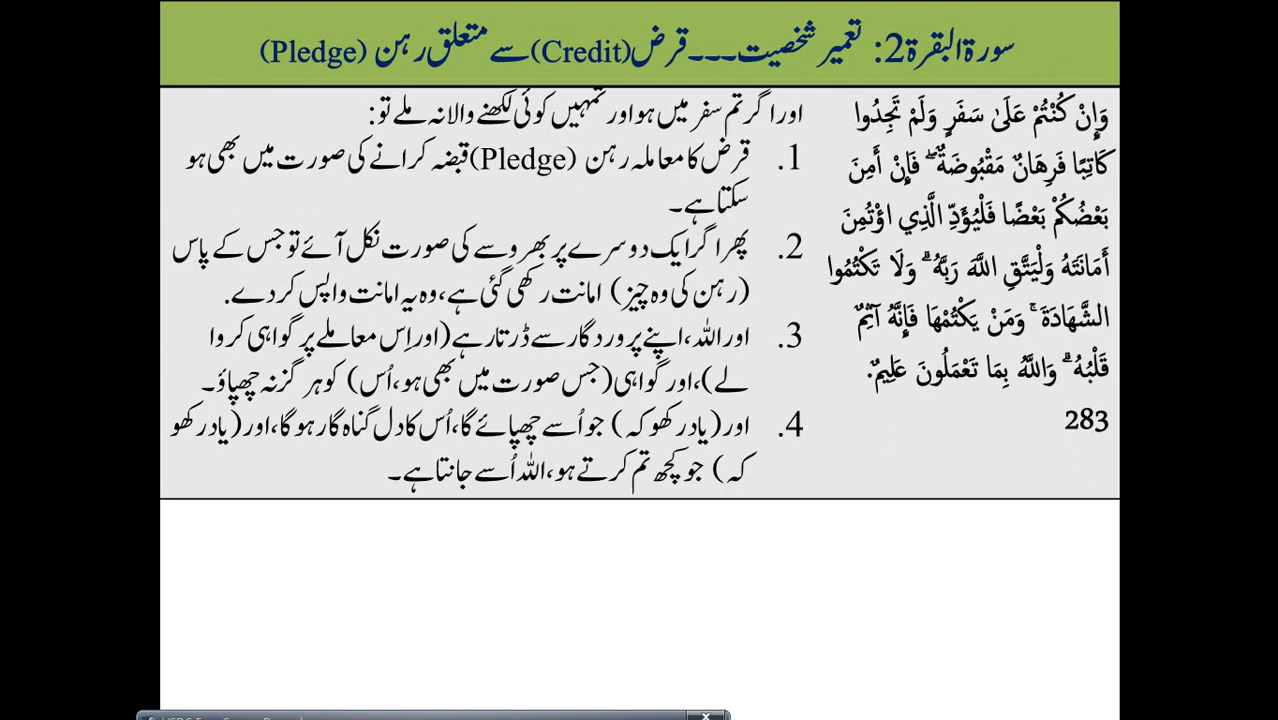 سورۃ البقرۃ 2: تعمیر شخصیت۔۔۔قرض(Credit)سے متعلق رہن (Pledge)
وَإِنْ كُنْتُمْ عَلَىٰ سَفَرٍ وَلَمْ تَجِدُوا
كَاتِبًا فَرِهَانٌ مَقْبُوضَةٌ ۖ فَإِنْ أَمِنَ
بَعْضُكُمْ بَعْضًا فَلْيُؤَدِّ الَّذِي اؤْتُمِنَ
أَمَانَتَهُ وَلْيَتَّقِ اللَّهَ رَبَّهُ ۗ وَلَا تَكْتُمُوا
الشَّهَادَةَ ۚ وَمَنْ يَكْتُمْهَا فَإِنَّهُ آثِمٌ
قَلْبُهُ ۗ وَاللَّهُ بِمَا تَعْمَلُونَ عَلِيمٌ.
283
اور اگر تم سفر میں ہو اور تمہیں کوئی لکھنے والا نہ ملے تو:
1. قرض کا معاملہ رہن (Pledge)قبضہ کرانے کی صورت میں بھی ہو
سکتا ہے۔
2. پھر اگر ایک دوسرے پر بھروسے کی صورت نکل آئے تو جس کے پاس
(رہن کی وہ چیز) امانت رکھی گئی ہے، وہ یہ امانت واپس کر دے.
3. اور اللہ، اپنے پروردگار سے ڈرتا رہے (اور اِس معاملے پر گواہی کروا
لے)، اور گواہی (جس صورت میں بھی ہو، اُس) کو ہر گز نہ چھپاؤ۔
4. اور (یاد رکھو کہ) جو اُسے چھپائے گا، اُس کا دل گناہ گار ہو گا، اور (یاد رکھو
کہ) جو کچھ تم کرتے ہو، اللہ اُسے جانتا ہے۔